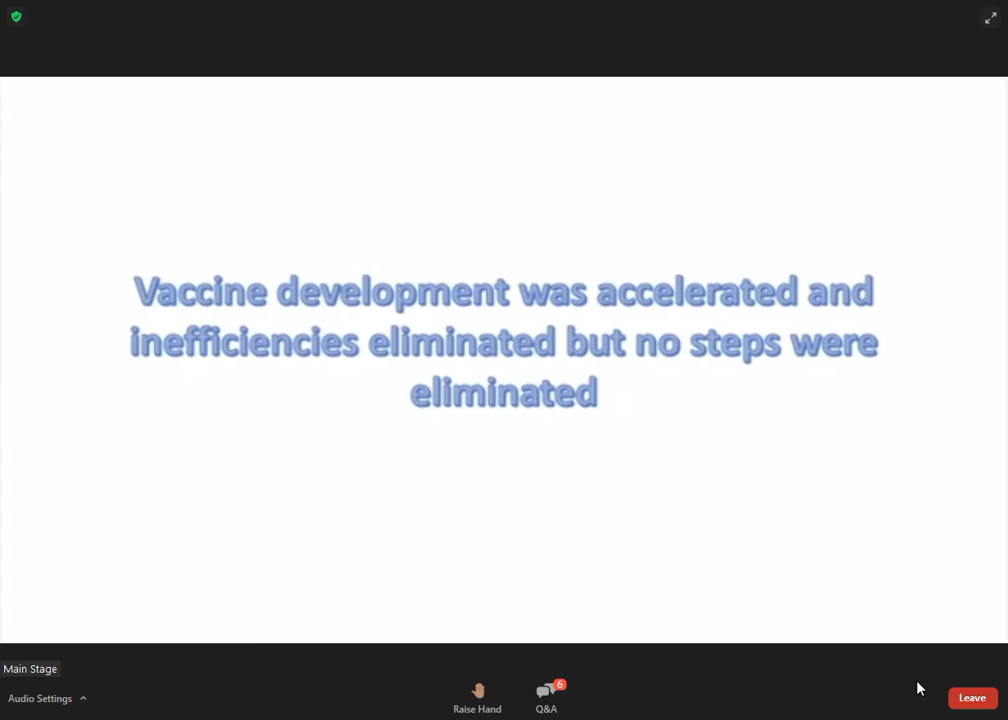 Vaccine development was accelerated and
inefficiencies eliminated but no steps were
eliminated
Main Stage
Audio Settings
Raise Hand
6
Q&A
Leave